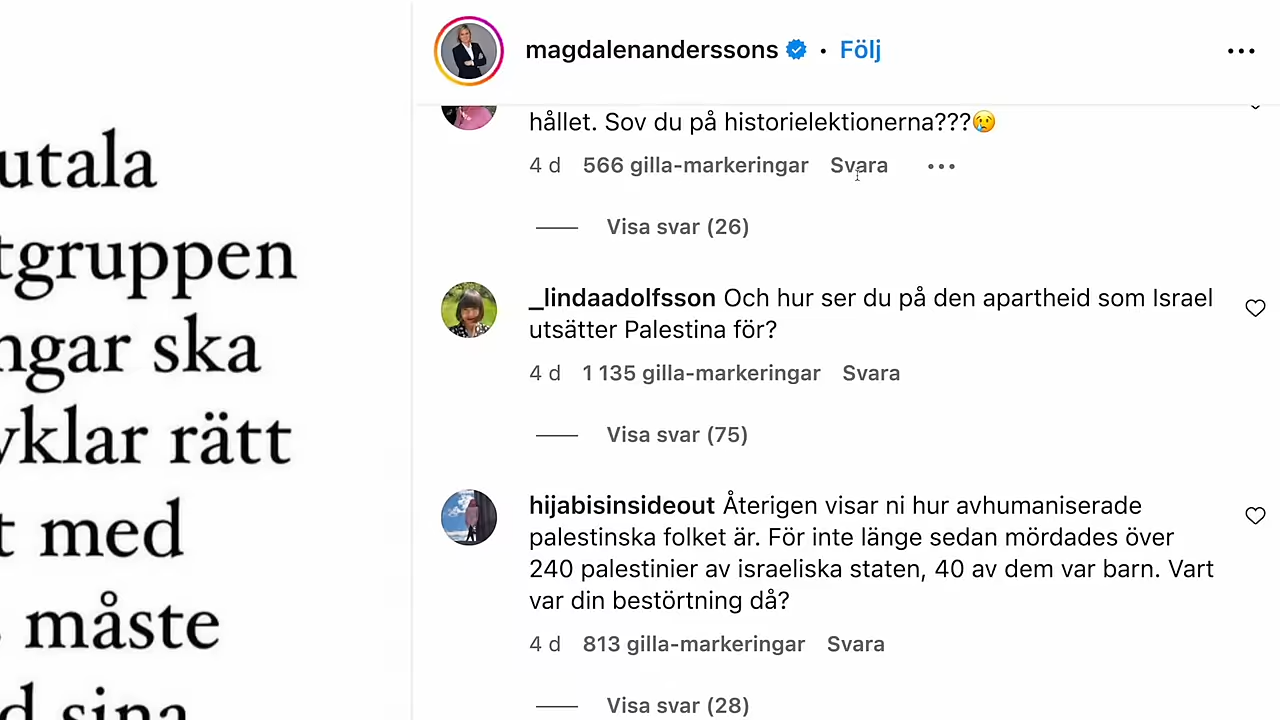 utala
tgruppen
ngar ska
yklar rätt
t med
måste
d sina
magdalenanderssons • Följ
hållet. Sov du på historielektionerna???😢
4 d 566 gilla-markeringar Svara
Visa svar (26)
_lindaadolfsson Och hur ser du på den apartheid som Israel
utsätter Palestina för?
4 d 1 135 gilla-markeringar Svara
Visa svar (75)
hijabisinsideout Återigen visar ni hur avhumaniserade
palestinska folket är. För inte länge sedan mördades över
240 palestinier av israeliska staten, 40 av dem var barn. Vart
var din bestörtning då?
4 d 813 gilla-markeringar Svara
Visa svar (28)